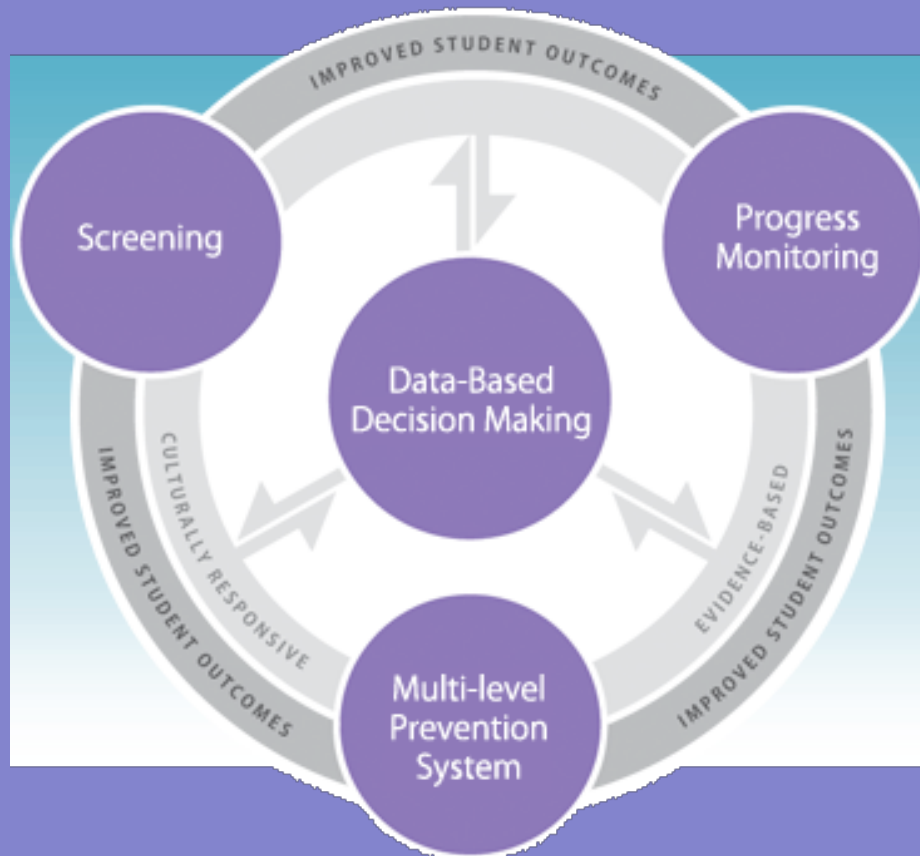 IMPROVED STUDENT OUTCOMES
Screening
Progress
Monitoring
Data-Based
Decision Making
CULTURALLY RESPONSIVE
IMPROVED STUDENT OUTCOMES
EVIDENCE-BASED
IMPROVED STUDENT OUTCOMES
Multi-level
Prevention
System